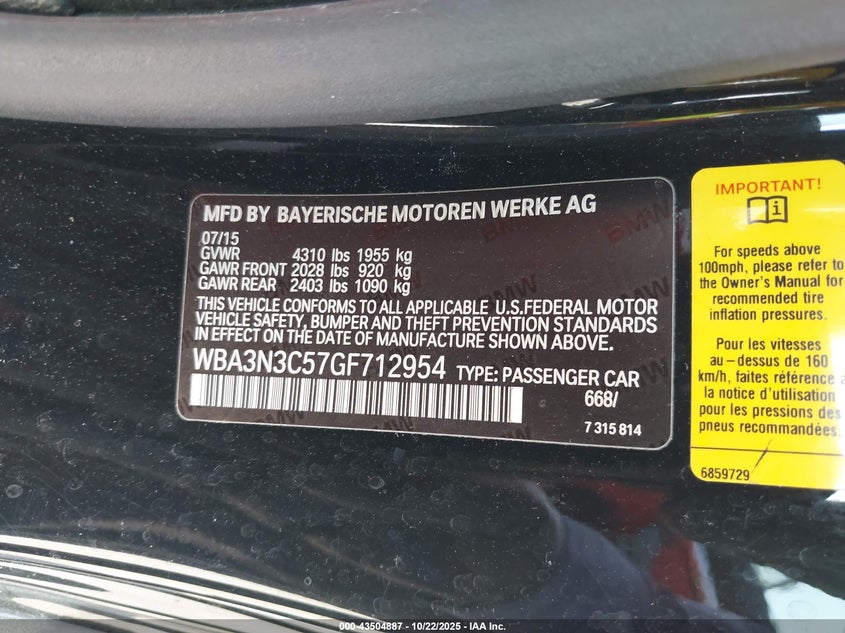 MFD BY BAYERISCHE MOTOREN WERKE AG
07/15
GVWR 4310 lbs 1955 kg
GAWR FRONT 2028 lbs 920 kg
GAWR REAR 2403 lbs 1090 kg
THIS VEHICLE CONFORMS TO ALL APPLICABLE U.S.FEDERAL MOTOR
VEHICLE SAFETY, BUMPER AND THEFT PREVENTION STANDARDS
IN EFFECT ON THE DATE OF MANUFACTURE SHOWN ABOVE.
WBA3N3C57GF712954 TYPE: PASSENGER CAR
668/
7 315 814
IMPORTANT!
For speeds above
100mph, please refer to
the Owner's Manual for
recommended tire
inflation pressures.
Pour les vitesses
au-dessus de 160
km/h, faites référence a
la notice d'utilisation
pour les pressions des
pneus recommandées.
6859729
000-43504887 - 10/22/2025 - IAA Inc.